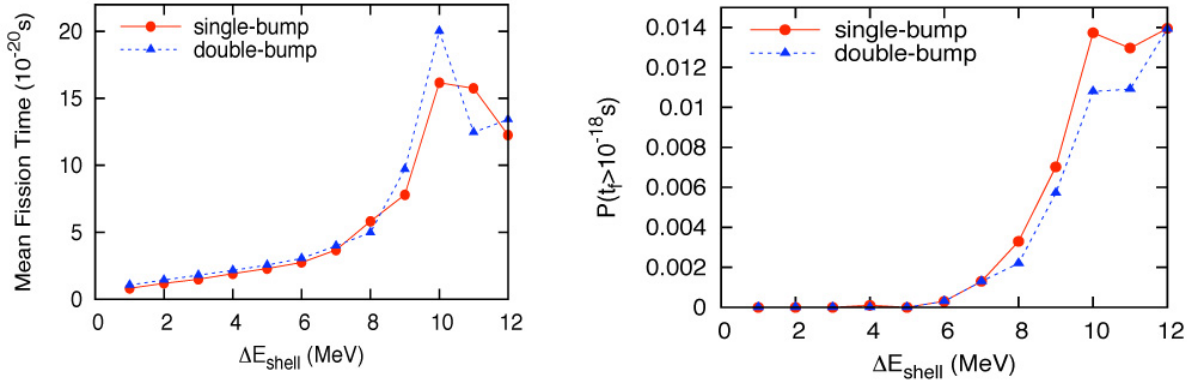 Mean Fission Time (10⁻²⁰s)
20
15
10
5
0
single-bump
double-bump
0 2 4 6 8 10 12
ΔE_shell (MeV)
P(t_f>10⁻¹⁸s)
0.014
0.012
0.01
0.008
0.006
0.004
0.002
0
single-bump
double-bump
0 2 4 6 8 10 12
ΔE_shell (MeV)